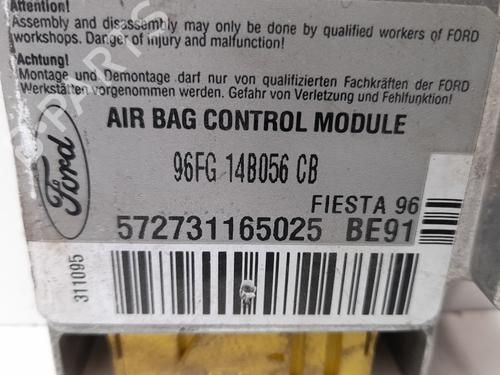 Attention!
Assembly and disassembly may only be done by qualified workers of FORD
workshops. Danger of injury and malfunction!
Achtung!
Montage und Demontage darf nur von qualifizierten Fachkräften der FORD
Werkstätten vorgenommen werden. Gefahr von Verletzung und Fehlfunktion!
Ford
AIR BAG CONTROL MODULE
96FG 14B056 CB
FIESTA 96
572731165025 BE91
311095